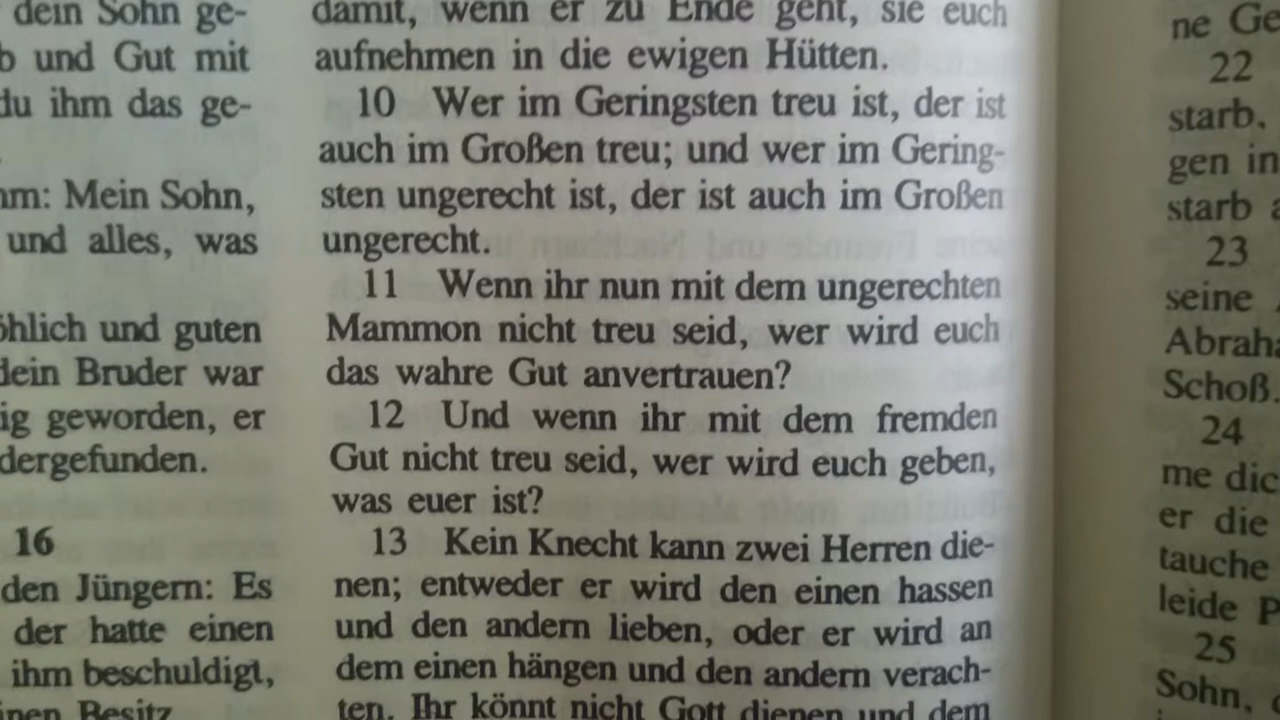 dein Sohn ge-
und Gut mit
du ihm das ge-
Mein Sohn,
und alles, was
und guten
dein Bruder war
geworden, er
16
den Jüngern: Es
der hatte einen
ihm beschuldigt,
Besitz
damit, wenn er zu Ende geht, sie euch
aufnehmen in die ewigen Hütten.
10 Wer im Geringsten treu ist, der ist
auch im Großen treu; und wer im Gering-
sten ungerecht ist, der ist auch im Großen
ungerecht.
11 Wenn ihr nun mit dem ungerechten
Mammon nicht treu seid, wer wird euch
das wahre Gut anvertrauen?
12 Und wenn ihr mit dem fremden
Gut nicht treu seid, wer wird euch geben,
was euer ist?
13 Kein Knecht kann zwei Herren die-
nen; entweder er wird den einen hassen
und den andern lieben, oder er wird an
dem einen hängen und den andern verach-
ten. Ihr könnt nicht Gott dienen und dem
ne Ge
22
starb.
gen in
starb
23
seine
Abrah
Schoß.
24
me dic
er die
tauche
leide P
25
Sohn,